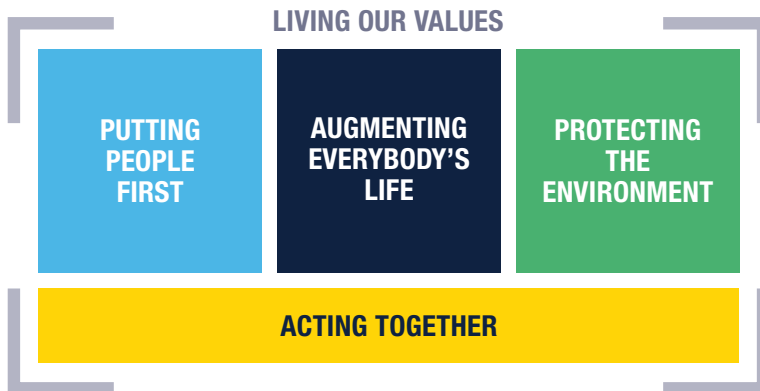 LIVING OUR VALUES
PUTTING
PEOPLE
FIRST
AUGMENTING
EVERYBODY’S
LIFE
PROTECTING
THE
ENVIRONMENT
ACTING TOGETHER